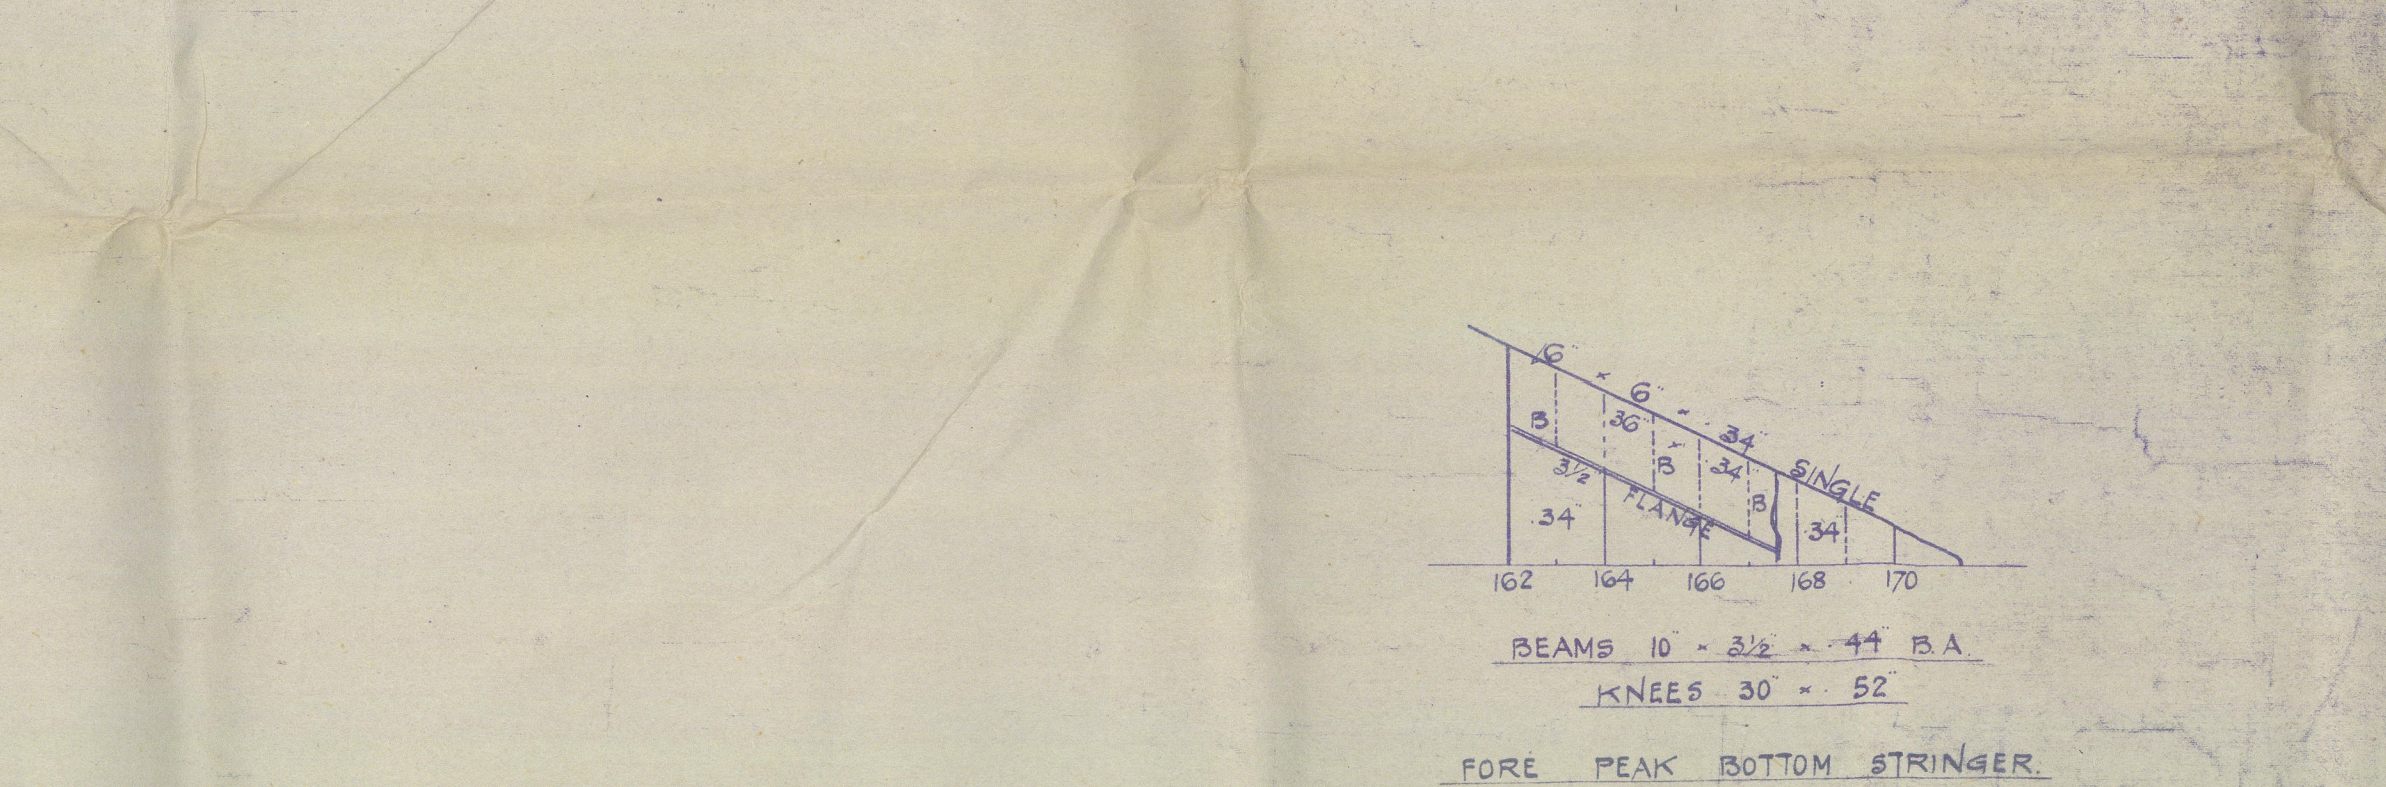 6" × 6" × .34" SINGLE
B 36" × .34"
B
B
3½" FLANGE
.34"
.34
162 164 166 168 170
BEAMS 10" × 3½" × .44" B.A.
KNEES 30" × .52"
FORE PEAK BOTTOM STRINGER.